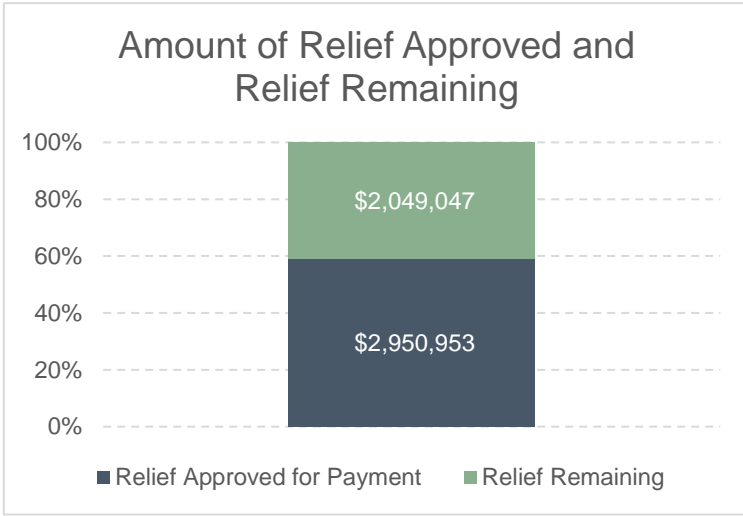 Amount of Relief Approved and
Relief Remaining
100%
80%
60%
40%
20%
0%
$2,049,047
$2,950,953
Relief Approved for Payment
Relief Remaining